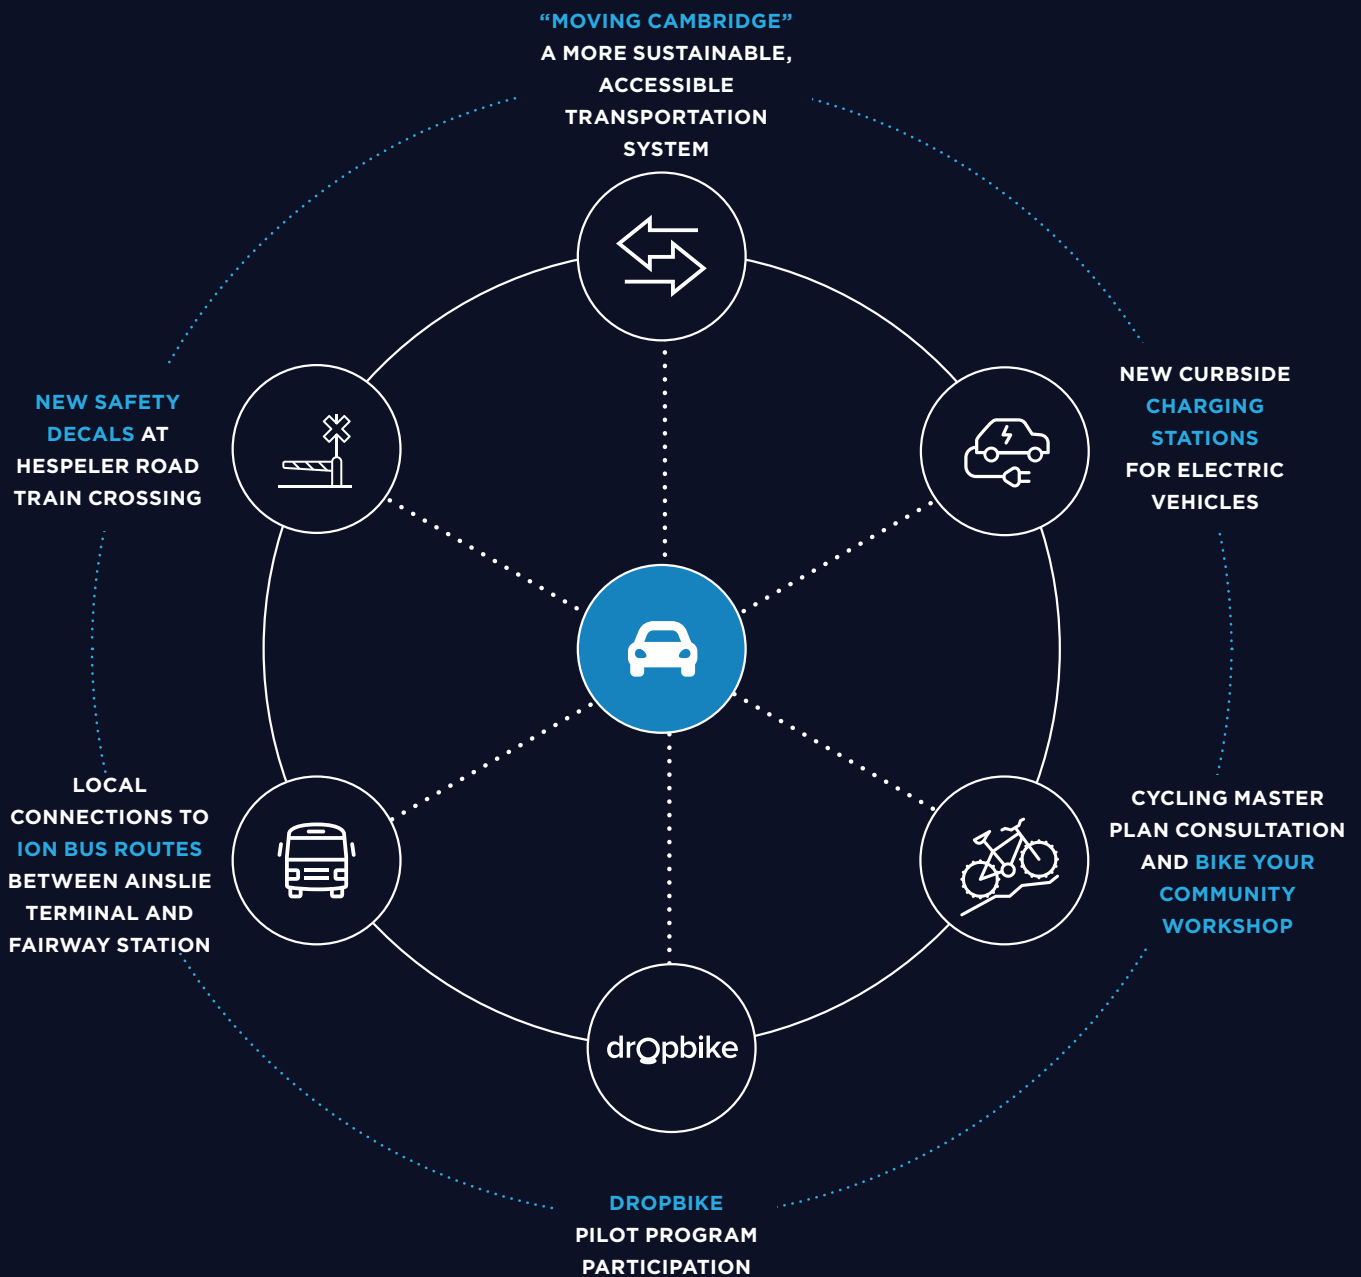 “MOVING CAMBRIDGE”
A MORE SUSTAINABLE,
ACCESSIBLE
TRANSPORTATION
SYSTEM
NEW CURBSIDE
CHARGING
STATIONS
FOR ELECTRIC
VEHICLES
CYCLING MASTER
PLAN CONSULTATION
AND BIKE YOUR
COMMUNITY
WORKSHOP
dropbike
DROPBIKE
PILOT PROGRAM
PARTICIPATION
LOCAL
CONNECTIONS TO
ION BUS ROUTES
BETWEEN AINSLIE
TERMINAL AND
FAIRWAY STATION
NEW SAFETY
DECALS AT
HESPELER ROAD
TRAIN CROSSING